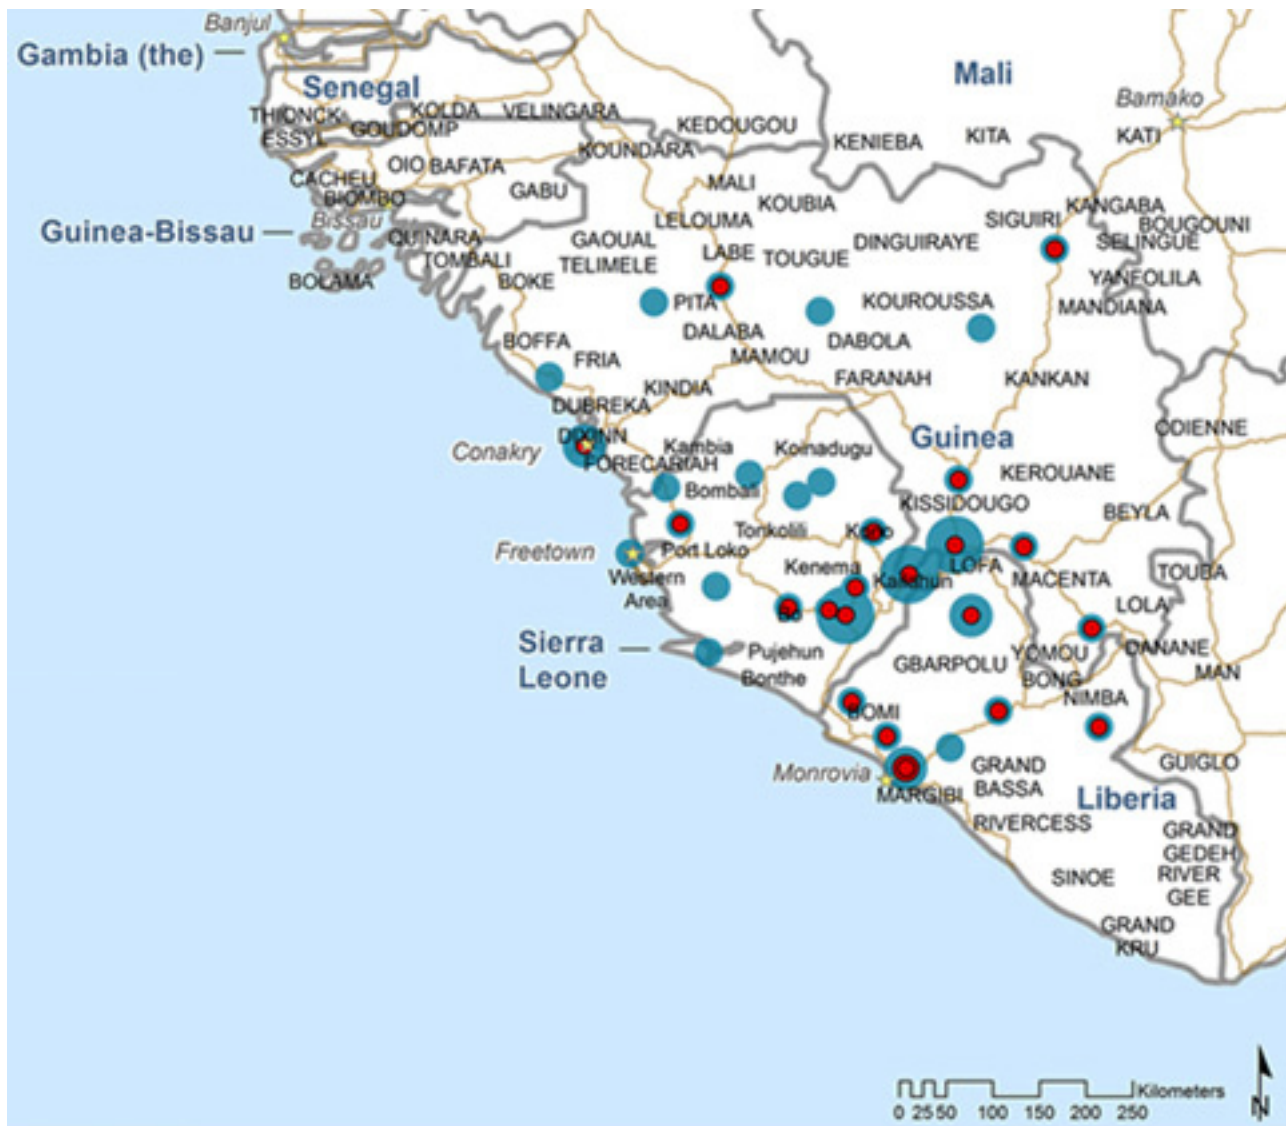 Banjul
Gambia (the)
Senegal
Mali
Bamako
THIONCK
ESSYL
KOLDA
VELINGARA
GOUDOMP
KEDOUGOU
KENIEBA
KITA
KATI
OIO
BAFATA
KOUNDARA
CACHEU
BIOMBO
GABU
MALI
KOUBIA
KANGABA
Bissau
Guinea-Bissau
LELOUMA
SIGUIRI
BOUGOUNI
QUINARA
GAOUAL
LABE
TOUGUE
DINGUIRAYE
SELINGUE
TOMBALI
TELIMELE
BOLAMA
BOKE
YANFOLILA
PITA
KOUROUSSA
MANDIANA
DALABA
DABOLA
BOFFA
FRIA
MAMOU
KINDIA
FARANAH
KANKAN
DUBREKA
ODIENNE
DIXINN
Conakry
Kambia
Koinadugu
Guinea
FORECARIAH
KEROUANE
Bombali
KISSIDOUGO
BEYLA
Tonkolili
Kono
Freetown
Port Loko
Kenema
LOFA
Western
Area
Kailahun
MACENTA
TOUBA
LOLA
Bo
Sierra
Leone
Pujehun
YOMOU
DANANE
Bonthe
GBARPOLU
BONG
MAN
NIMBA
BOMI
Monrovia
GRAND
BASSA
GUIGLO
MARGIBI
Liberia
RIVERCESS
GRAND
GEDEH
SINOE
RIVER
GEE
GRAND
KRU
Kilometers
0 25 50 100 150 200 250
N